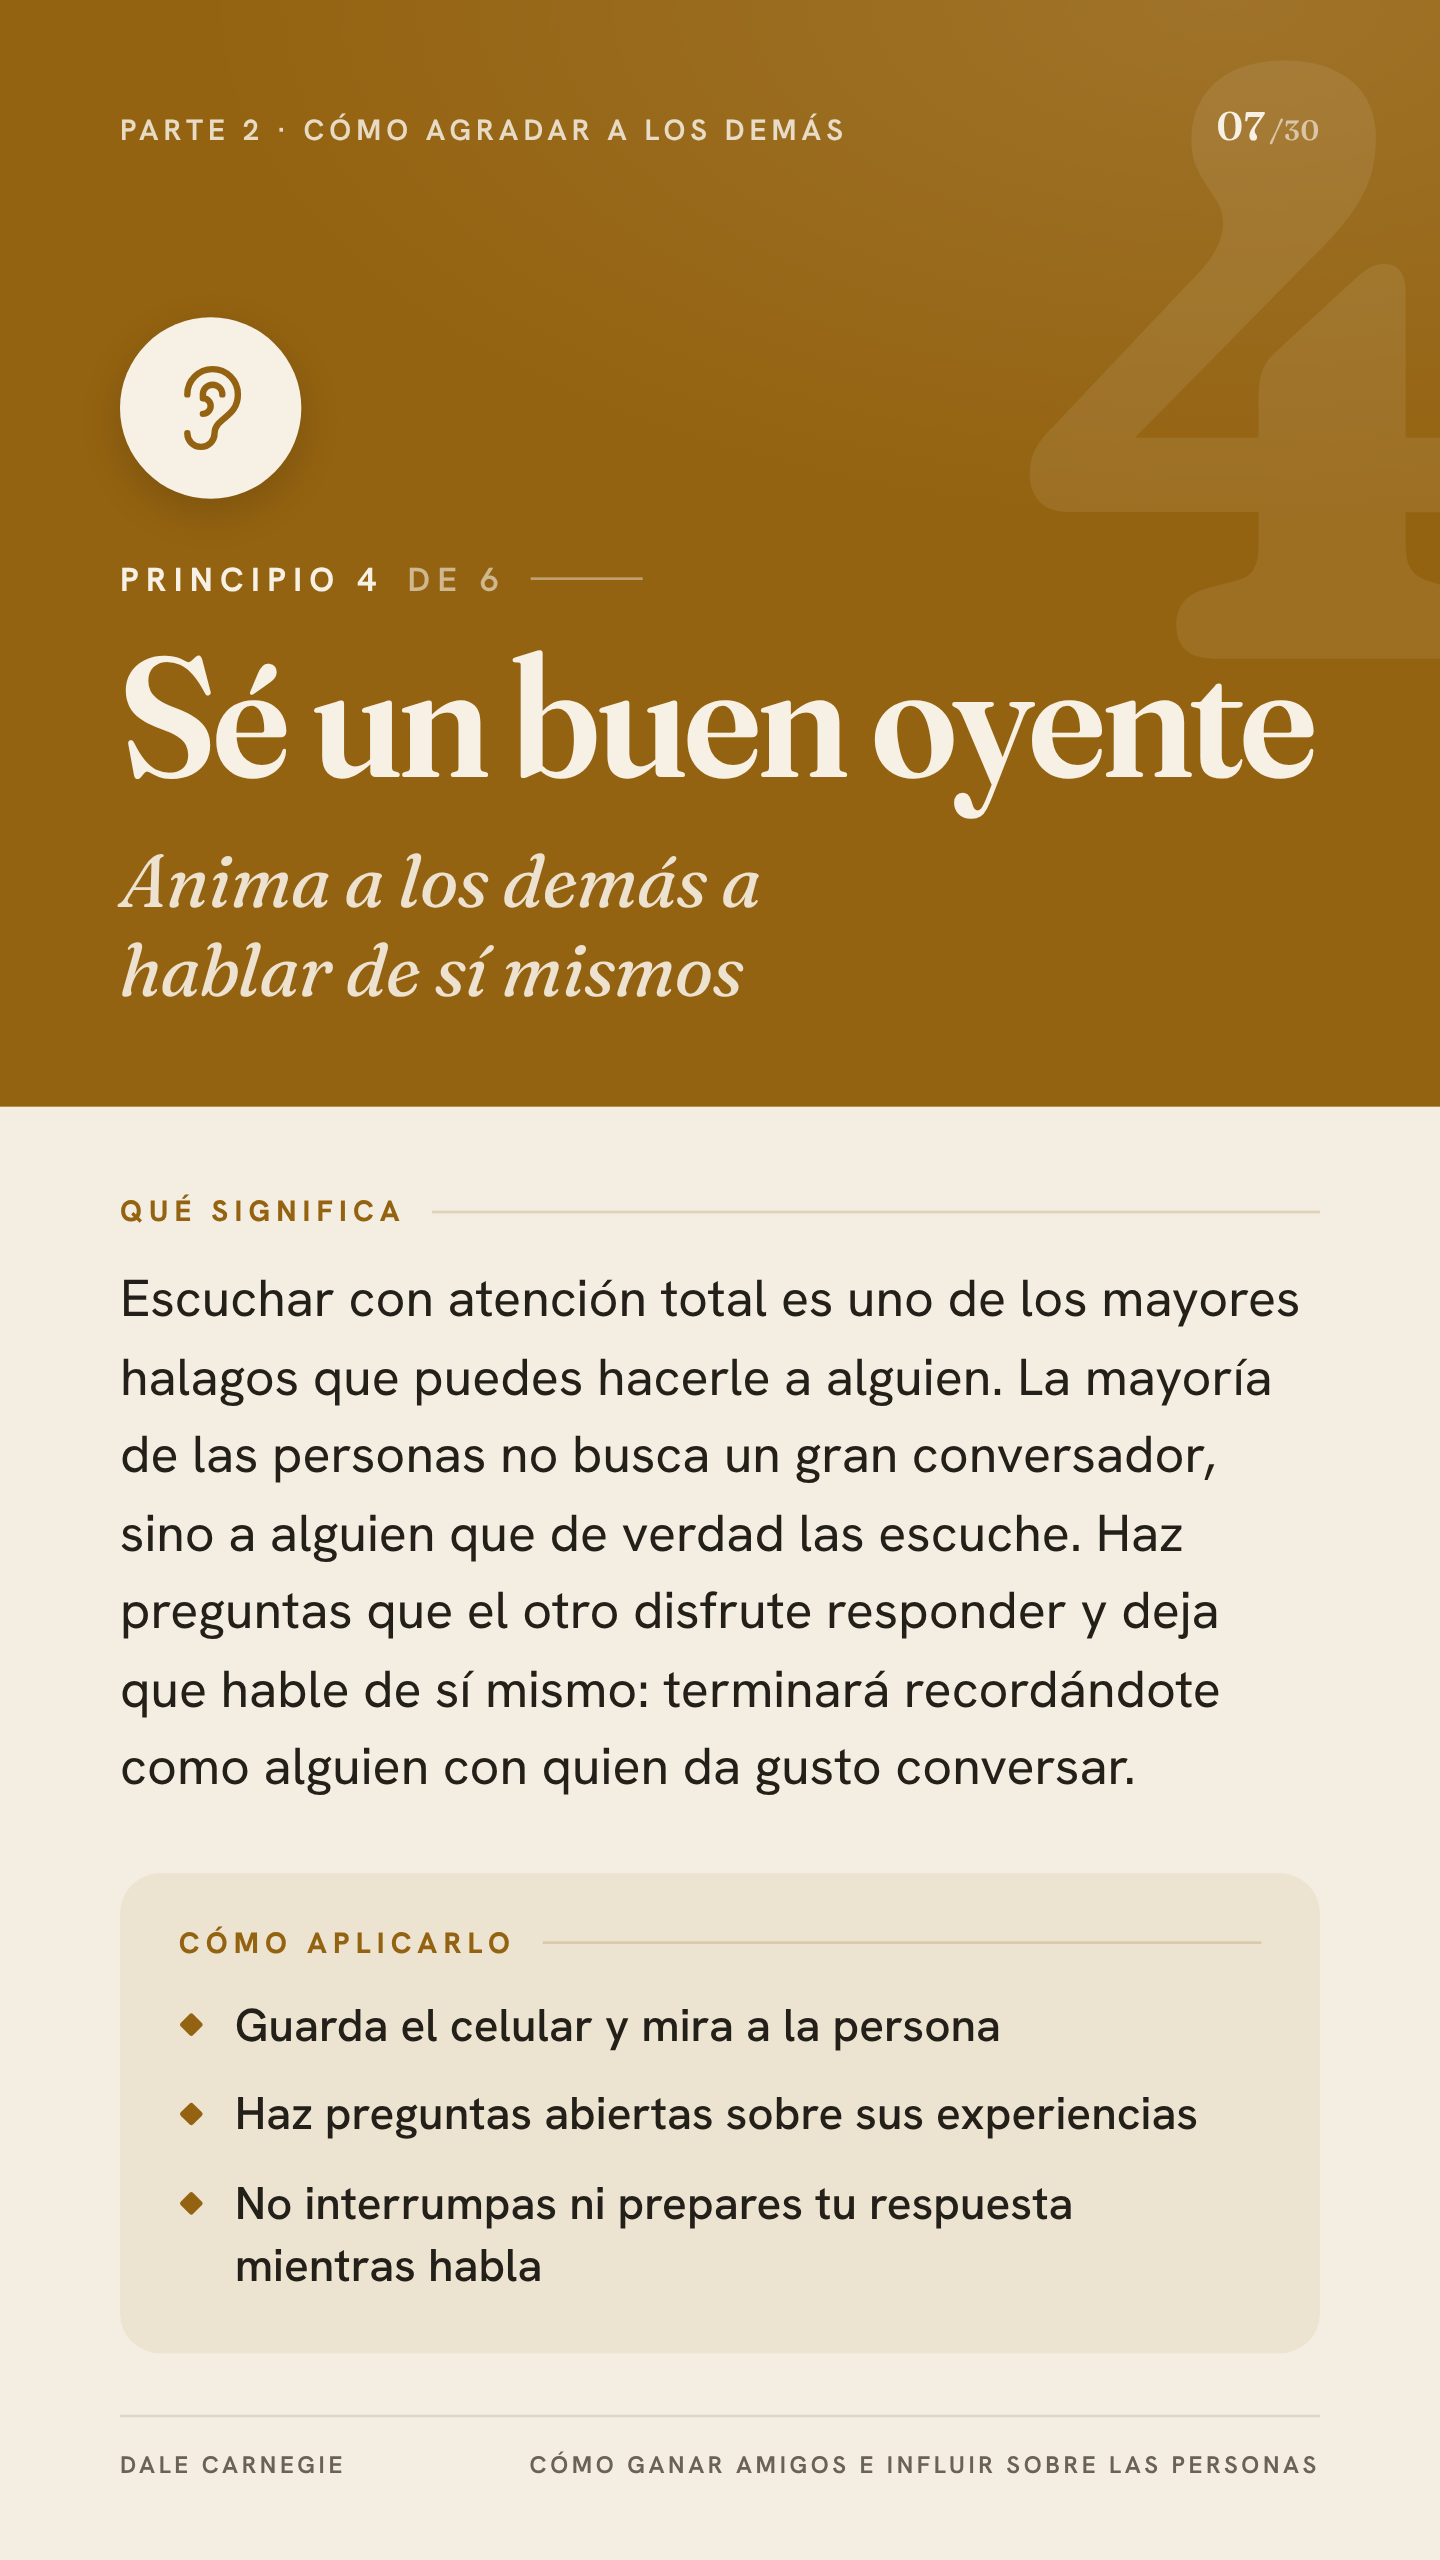 PARTE 2 · CÓMO AGRADAR A LOS DEMÁS
07/30
4
PRINCIPIO 4 DE 6
Sé un buen oyente
Anima a los demás a
hablar de sí mismos
QUÉ SIGNIFICA
Escuchar con atención total es uno de los mayores
halagos que puedes hacerle a alguien. La mayoría
de las personas no busca un gran conversador,
sino a alguien que de verdad las escuche. Haz
preguntas que el otro disfrute responder y deja
que hable de sí mismo: terminará recordándote
como alguien con quien da gusto conversar.
CÓMO APLICARLO
Guarda el celular y mira a la persona
Haz preguntas abiertas sobre sus experiencias
No interrumpas ni prepares tu respuesta
mientras habla
DALE CARNEGIE
CÓMO GANAR AMIGOS E INFLUIR SOBRE LAS PERSONAS